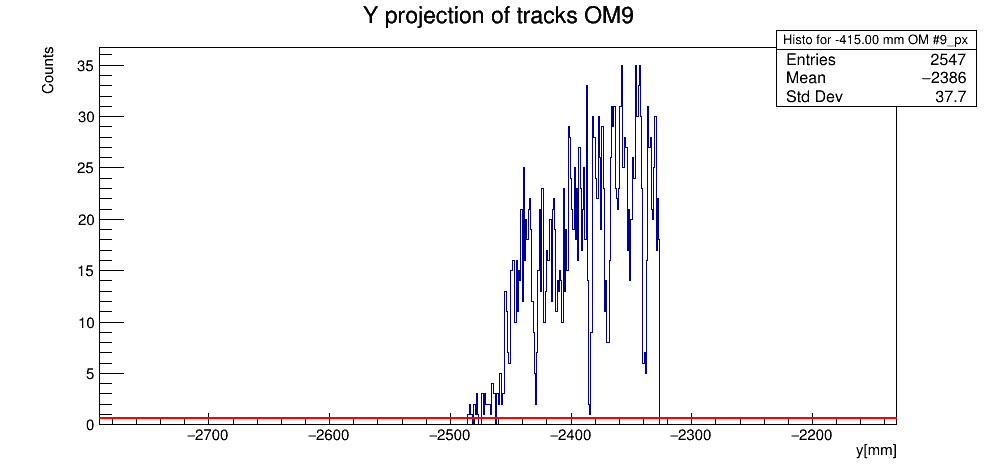 Y projection of tracks OM9
Histo for -415.00 mm OM #9_px
Entries 2547
Mean −2386
Std Dev 37.7
Counts
35
30
25
20
15
10
5
0
−2700 −2600 −2500 −2400 −2300 −2200
y[mm]